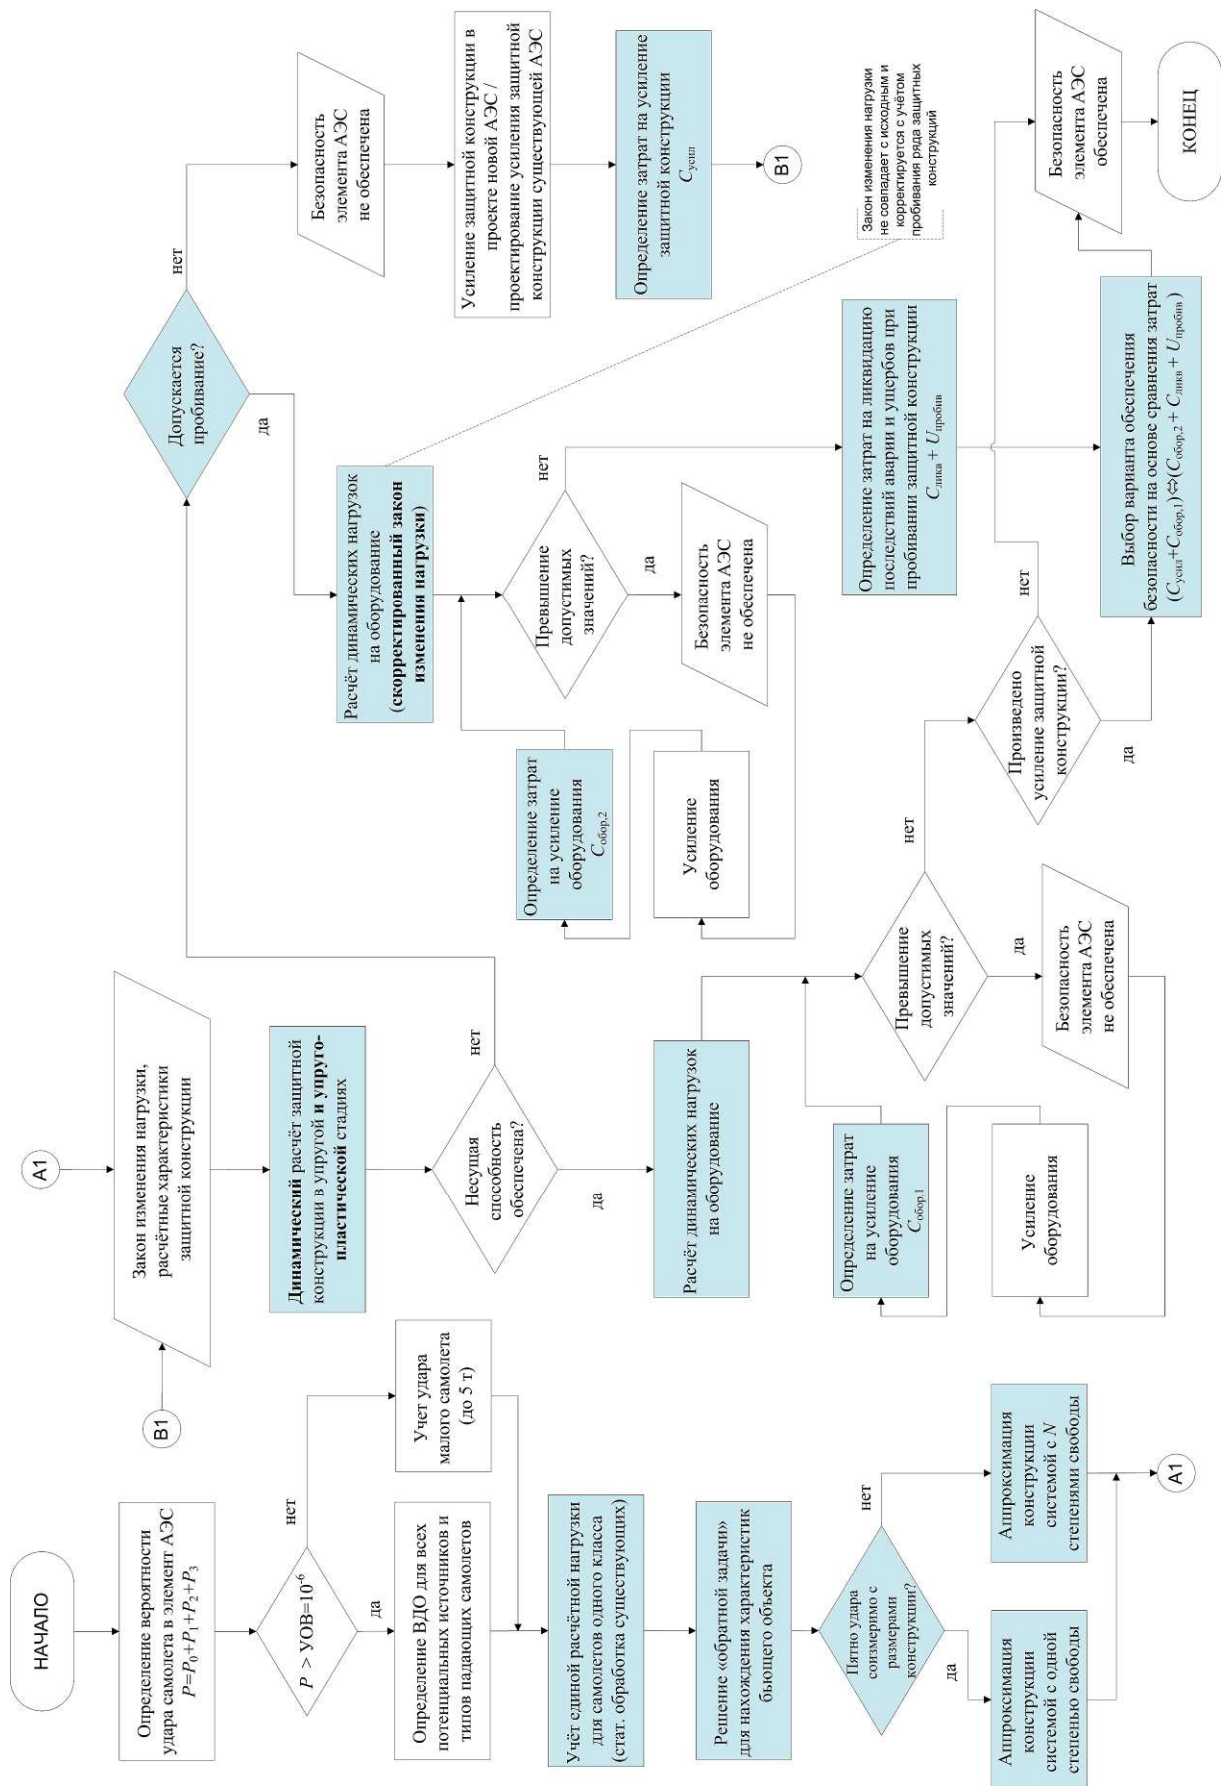 НАЧАЛО
Определение вероятности
удара самолета в элемент АЭС
P=P₀+P₁+P₂+P₃
P > УОВ=10⁻⁶
нет
да
Определение ВДО для всех
потенциальных источников и
типов падающих самолетов
Учет удара
малого самолета
(до 5 т)
Учёт единой расчётной нагрузки
для самолетов одного класса
(стат. обработка существующих)
Решение «обратной задачи»
для нахождения характеристик
бьющего объекта
Пятно удара
соизмеримо с
размерами
конструкции?
нет
да
Аппроксимация
конструкции
системой с одной
степенью свободы
Аппроксимация
конструкции
системой с N
степенями свободы
А1
А1
В1
Закон изменения нагрузки,
расчётные характеристики
защитной конструкции
Динамический расчёт защитной
конструкции в упругой и упруго-
пластической стадиях
Несущая
способность
обеспечена?
нет
да
Расчёт динамических нагрузок
на оборудование
Определение затрат
на усиление
оборудования
Cобор,1
Усиление
оборудования
Превышение
допустимых
значений?
нет
да
Безопасность
элемента АЭС
не обеспечена
Произведено
усиление защитной
конструкции?
нет
да
Допускается
пробивание?
нет
да
Расчёт динамических нагрузок
на оборудование
(скорректированный закон
изменения нагрузки)
Определение затрат
на усиление
оборудования
Cобор,2
Усиление
оборудования
Превышение
допустимых
значений?
нет
да
Безопасность
элемента АЭС
не обеспечена
Определение затрат на ликвидацию
последствий аварии и ущербов при
пробивании защитной конструкции
Cликв + Uпробив
Выбор варианта обеспечения
безопасности на основе сравнения затрат
(Cусил+Cобор,1)⇔(Cобор,2 + Cликв + Uпробив )
Безопасность
элемента АЭС
не обеспечена
Усиление защитной конструкции в
проекте новой АЭС /
проектирование усиления защитной
конструкции существующей АЭС
Определение затрат на усиление
защитной конструкции
Cусил
В1
Закон изменения нагрузки
не совпадает с исходным и
корректируется с учётом
пробивания ряда защитных
конструкций
Безопасность
элемента АЭС
обеспечена
КОНЕЦ